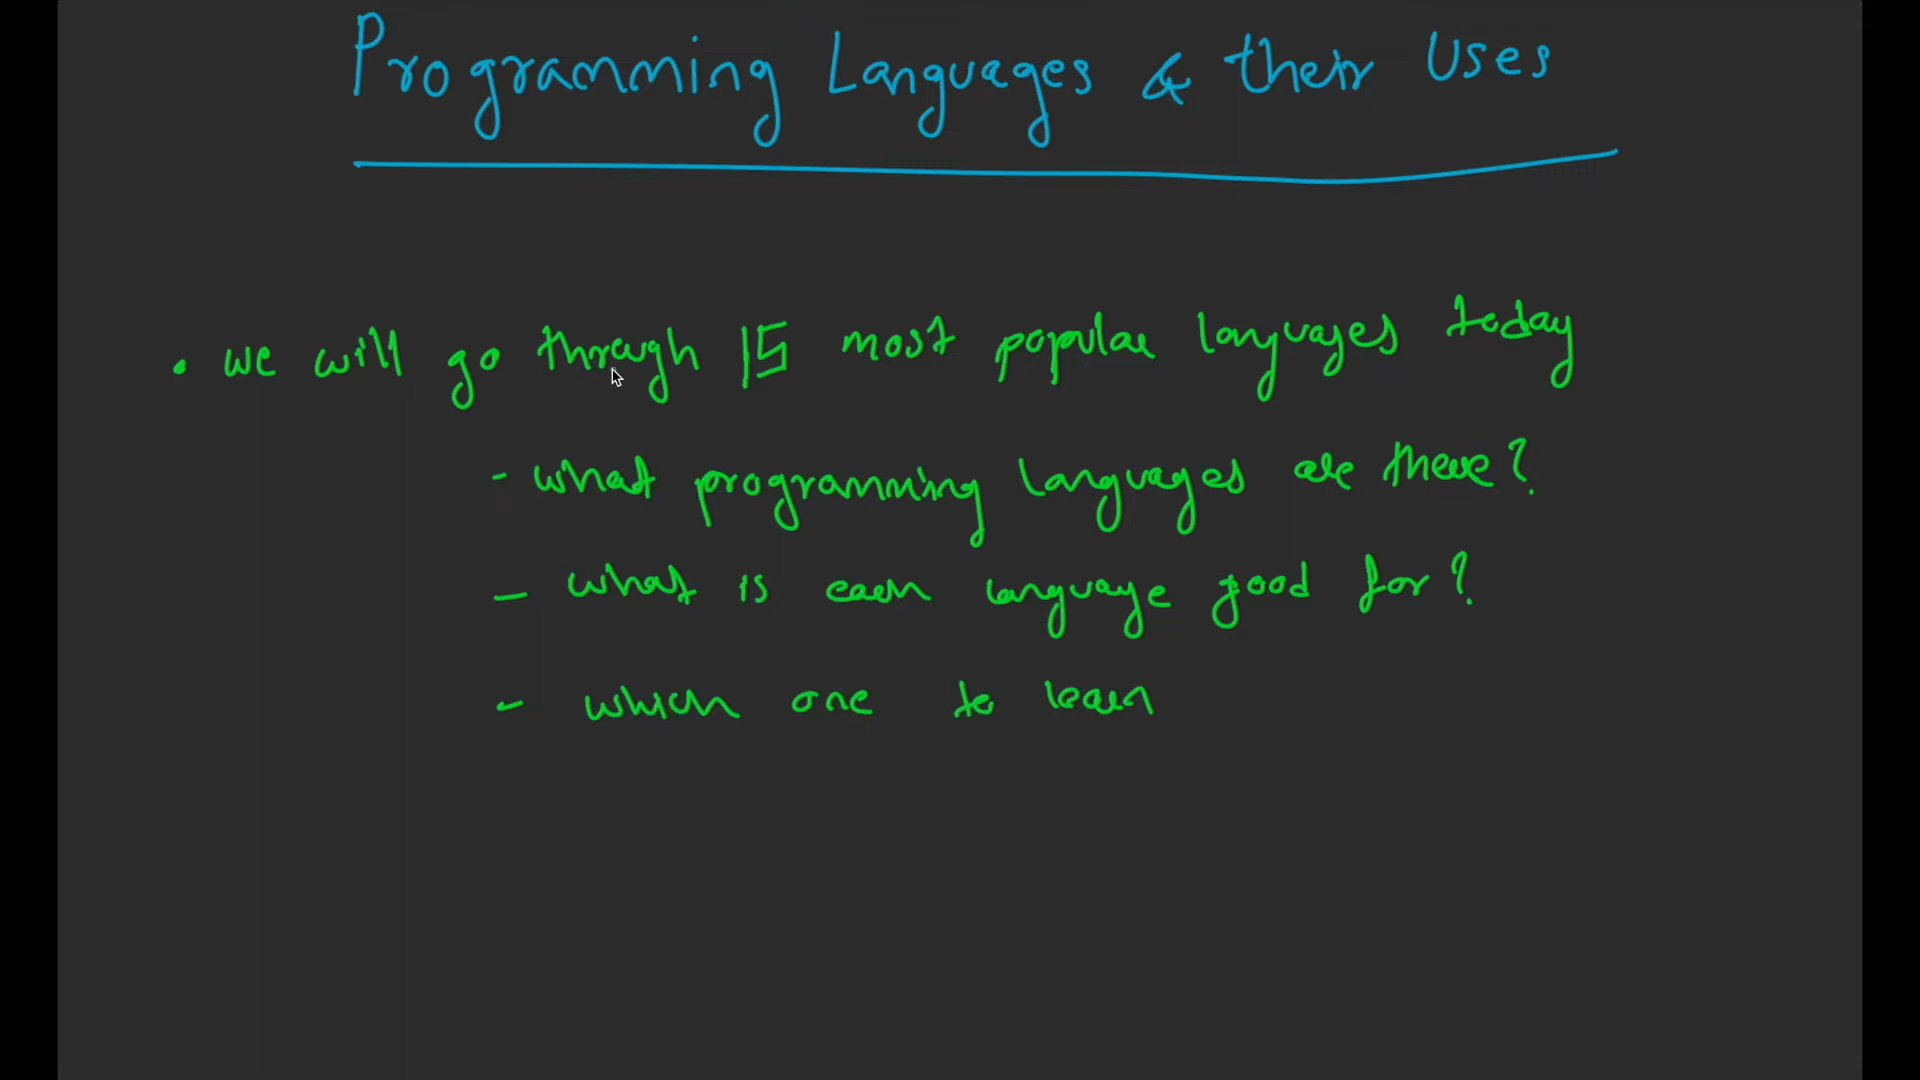 Programming Languages & their Uses
• we will go through 15 most popular languages today
- what programming languages are there?
- what is each language good for?
- which one to learn